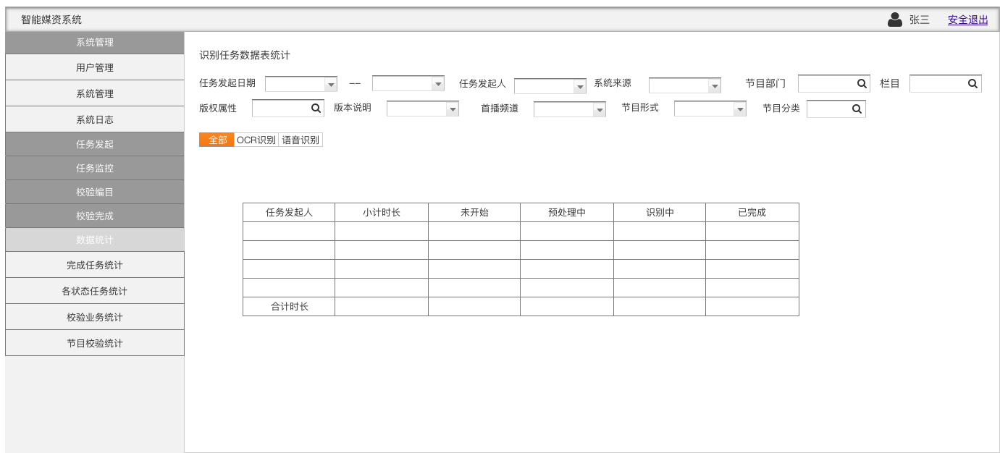 智能媒资系统 张三 安全退出
系统管理
用户管理
系统管理
系统日志
任务发起
任务监控
校验编目
校验完成
数据统计
完成任务统计
各状态任务统计
校验业务统计
节目校验统计
识别任务数据表统计
任务发起日期 –– 任务发起人 系统来源 节目部门 栏目
版权属性 版本说明 首播频道 节目形式 节目分类
全部 OCR识别 语音识别
任务发起人 小计时长 未开始 预处理中 识别中 已完成
合计时长